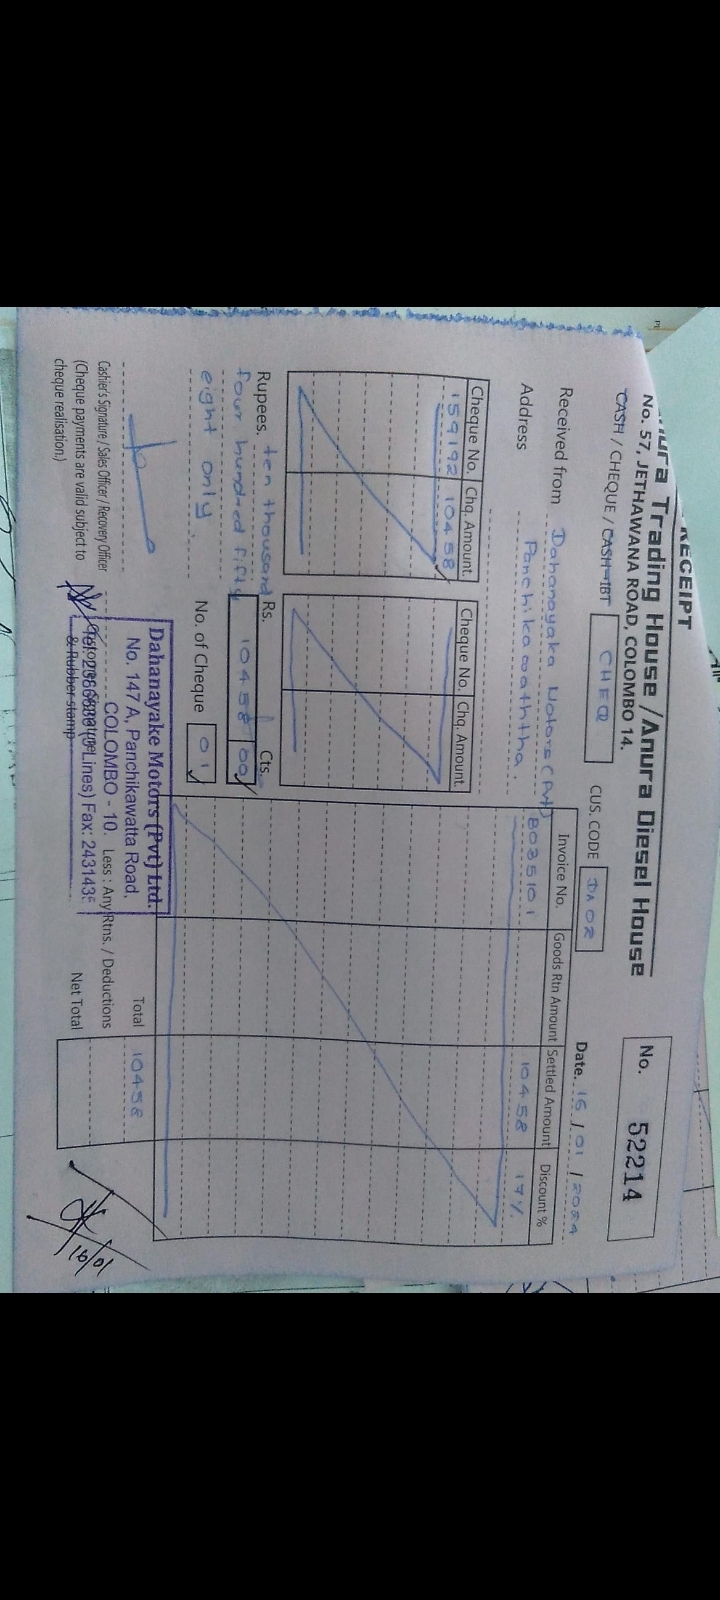 RECEIPT
Anura Trading House / Anura Diesel House
No. 57, JETHAWANA ROAD, COLOMBO 14.
No. 52214
CASH / CHEQUE / CASH-IBT CHEQ
CUS. CODE DA02
Date. 16 / 01 / 2024
Received from Dahanayaka Motors (Pvt)
Address Panchikawaththa.
Cheque No. Chq. Amount.
159192 10458
Cheque No. Chq. Amount.
Invoice No. Goods Rtn Amount Settled Amount Discount %
8035101 10458 17%
Rupees. ten thousand
four hundred fifty
eight only
Rs. Cts.
10458 00
No. of Cheque 01
Cashier's Signature / Sales Officer / Recovery Officer
(Cheque payments are valid subject to
cheque realisation.)
Dahanayake Motors (Pvt) Ltd.
No. 147 A, Panchikawatta Road,
COLOMBO - 10.
Lines) Fax: 243143
& Rubber stamp
Total 10458
Less : Any Rtns. / Deductions
Net Total
16/01